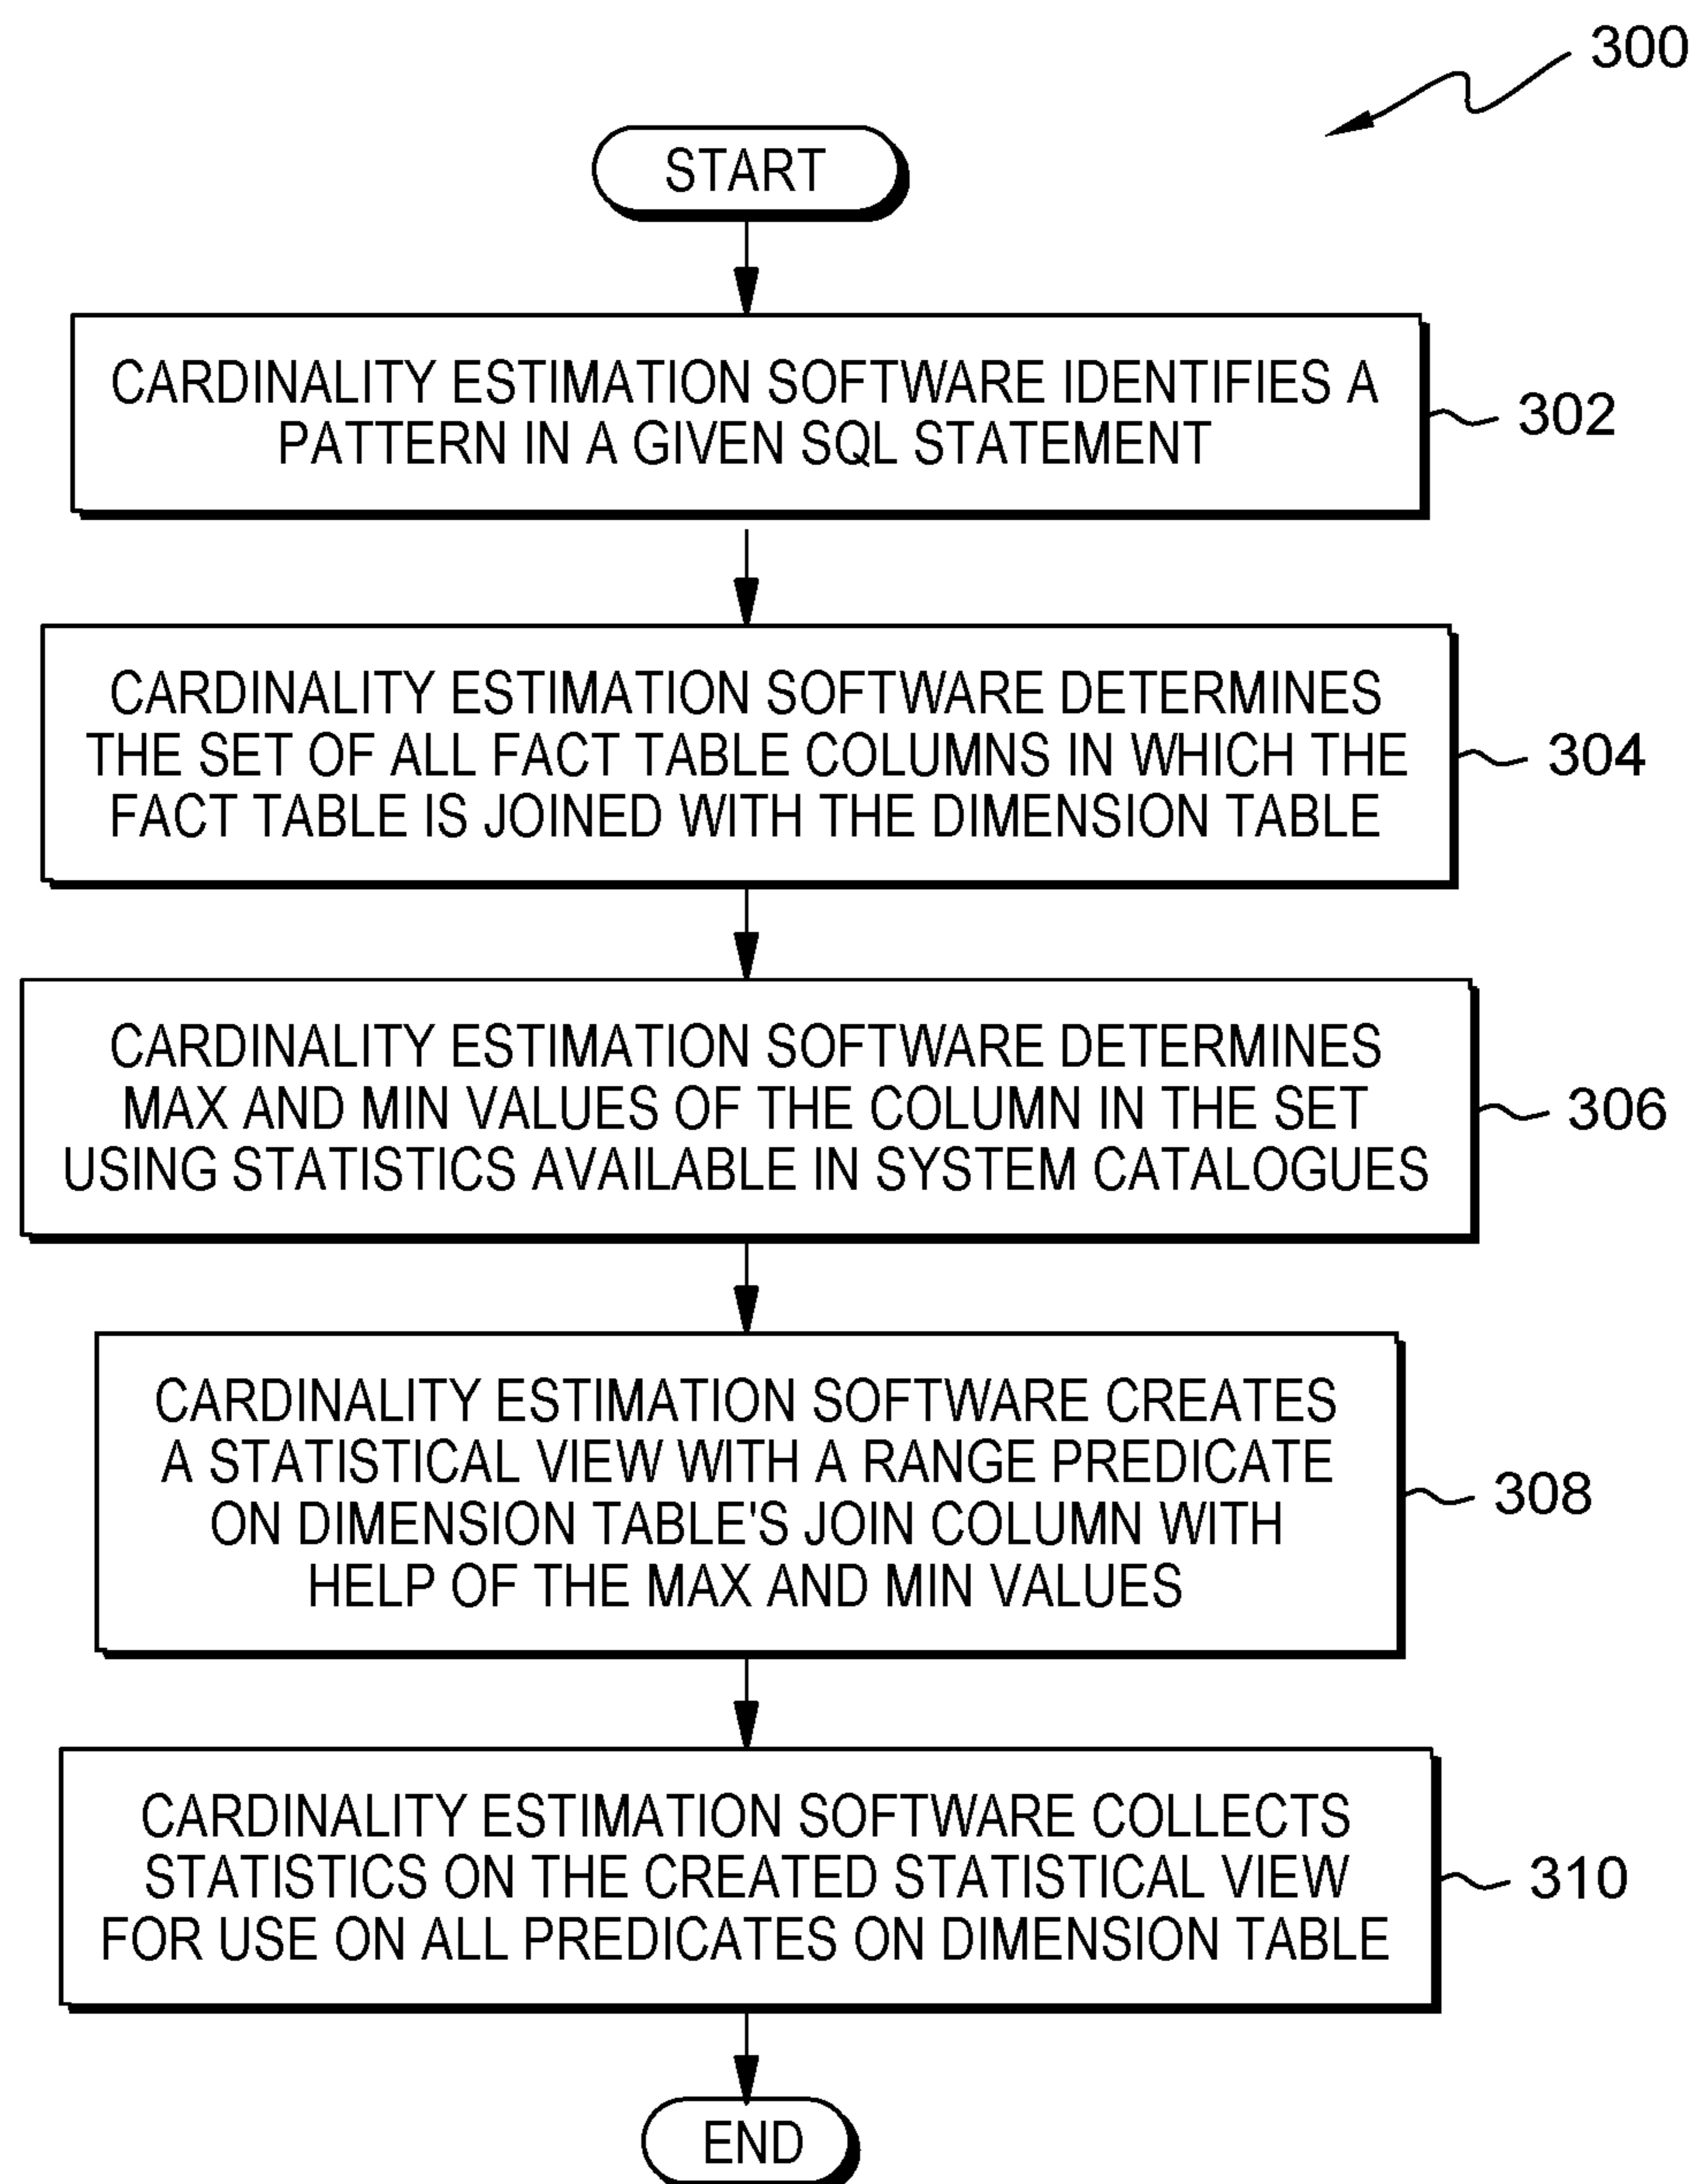 300
START
CARDINALITY ESTIMATION SOFTWARE IDENTIFIES A
PATTERN IN A GIVEN SQL STATEMENT
302
CARDINALITY ESTIMATION SOFTWARE DETERMINES
THE SET OF ALL FACT TABLE COLUMNS IN WHICH THE
FACT TABLE IS JOINED WITH THE DIMENSION TABLE
304
CARDINALITY ESTIMATION SOFTWARE DETERMINES
MAX AND MIN VALUES OF THE COLUMN IN THE SET
USING STATISTICS AVAILABLE IN SYSTEM CATALOGUES
306
CARDINALITY ESTIMATION SOFTWARE CREATES
A STATISTICAL VIEW WITH A RANGE PREDICATE
ON DIMENSION TABLE'S JOIN COLUMN WITH
HELP OF THE MAX AND MIN VALUES
308
CARDINALITY ESTIMATION SOFTWARE COLLECTS
STATISTICS ON THE CREATED STATISTICAL VIEW
FOR USE ON ALL PREDICATES ON DIMENSION TABLE
310
END